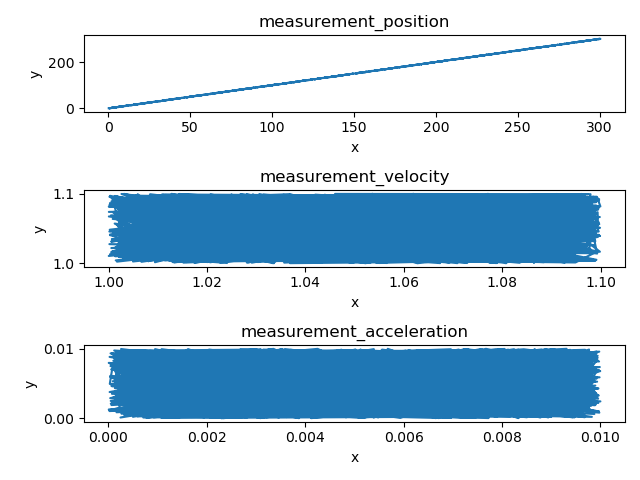 measurement_position
200
0
y
0 50 100 150 200 250 300
x
measurement_velocity
1.1
1.0
y
1.00 1.02 1.04 1.06 1.08 1.10
x
measurement_acceleration
0.01
0.00
y
0.000 0.002 0.004 0.006 0.008 0.010
x